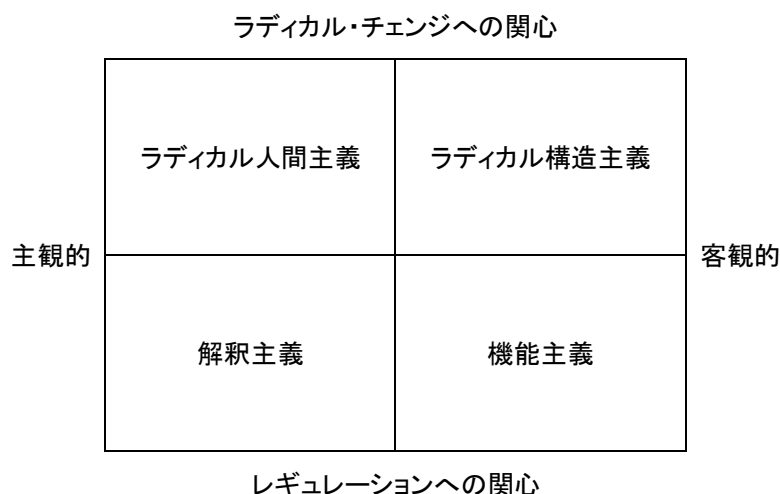 ラディカル・チェンジへの関心
ラディカル人間主義
ラディカル構造主義
主観的
客観的
解釈主義
機能主義
レギュレーションへの関心